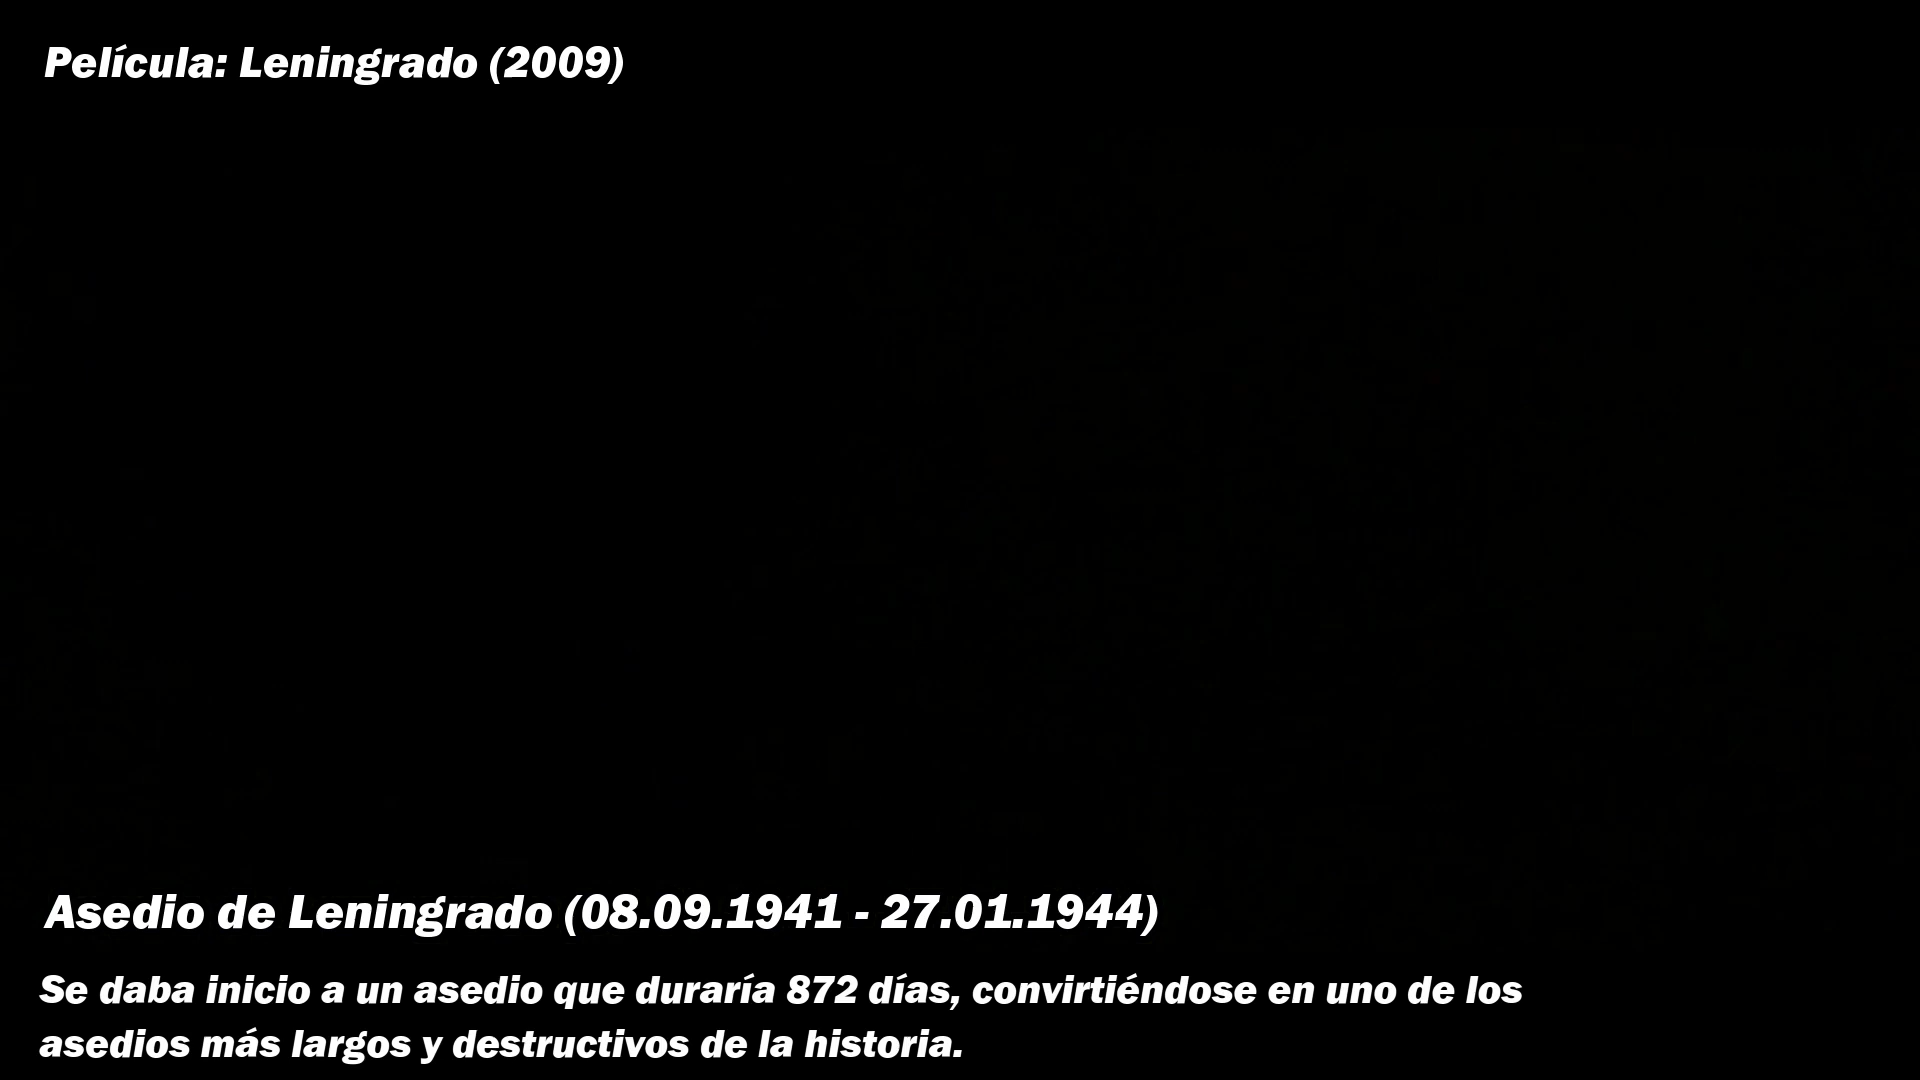 Película: Leningrado (2009)
Asedio de Leningrado (08.09.1941 - 27.01.1944)
Se daba inicio a un asedio que duraría 872 días, convirtiéndose en uno de los
asedios más largos y destructivos de la historia.